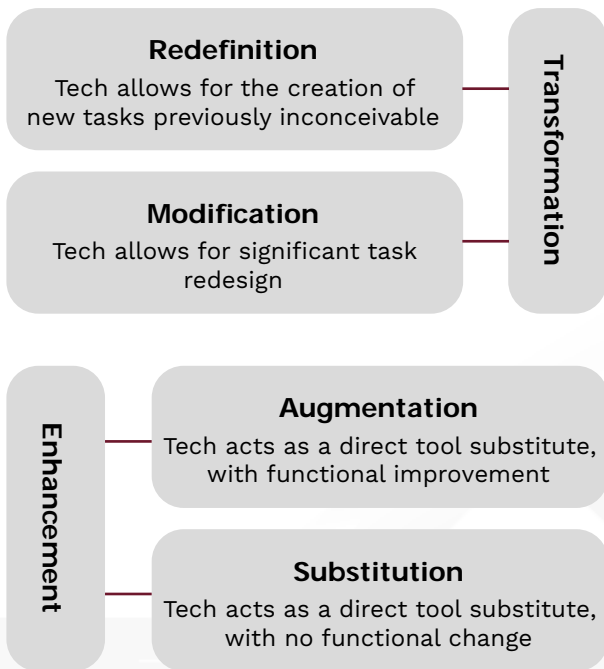 Redefinition
Tech allows for the creation of
new tasks previously inconceivable
Transformation
Modification
Tech allows for significant task
redesign
Enhancement
Augmentation
Tech acts as a direct tool substitute,
with functional improvement
Substitution
Tech acts as a direct tool substitute,
with no functional change